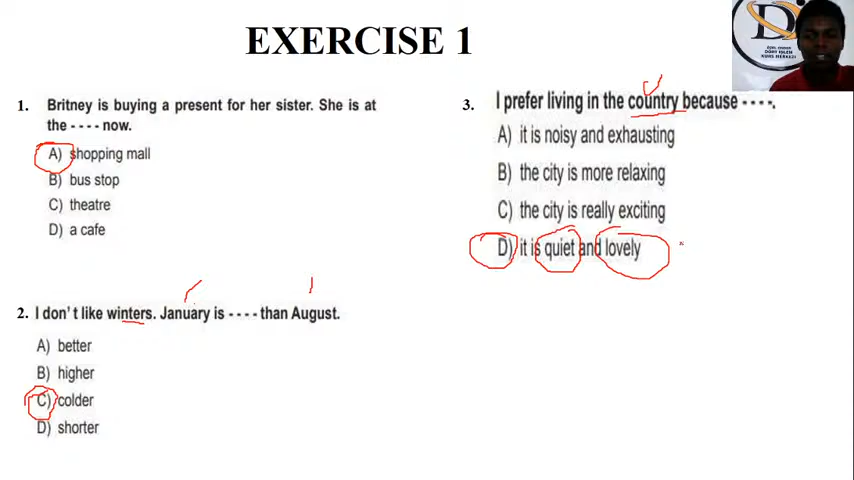 EXERCISE 1
1. Britney is buying a present for her sister. She is at
the - - - - now.
A) shopping mall
B) bus stop
C) theatre
D) a cafe
2. I don't like winters. January is - - - - than August.
A) better
B) higher
C) colder
D) shorter
3. I prefer living in the country because - - - -.
A) it is noisy and exhausting
B) the city is more relaxing
C) the city is really exciting
D) it is quiet and lovely